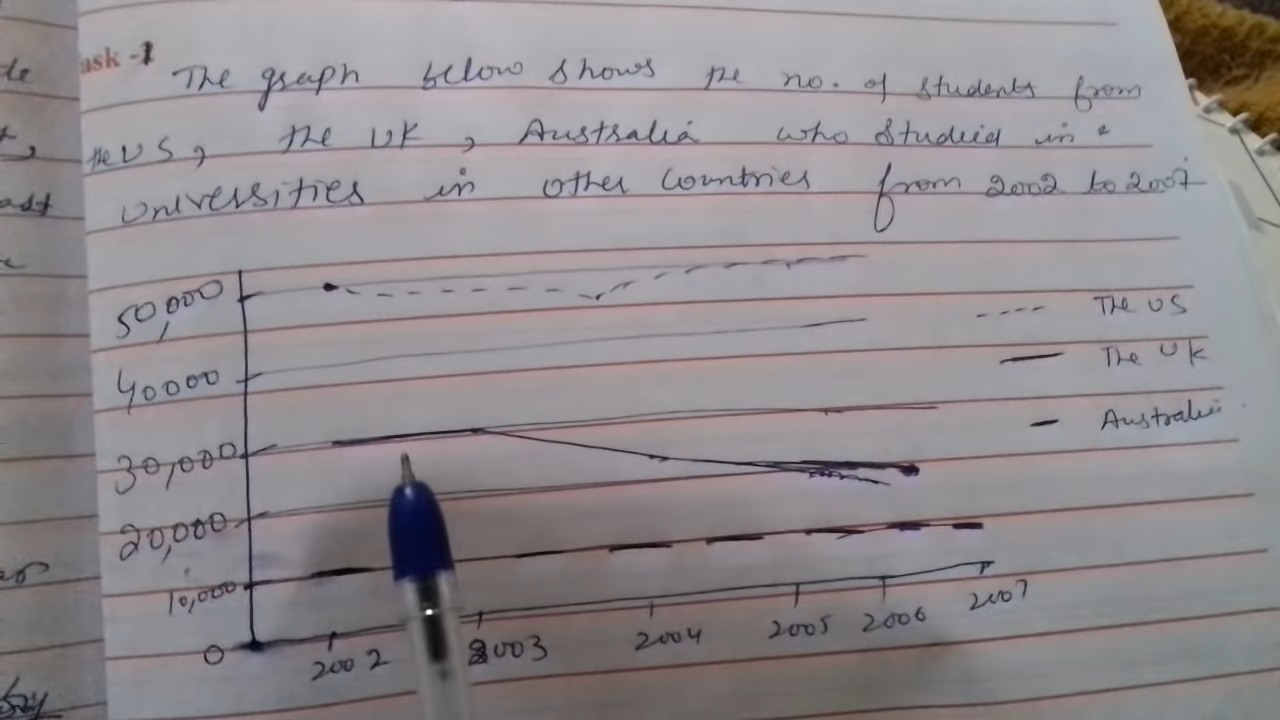 ask -1
The graph below shows the no. of students from
the US, the UK, Australia who studied in
universities in other countries from 2002 to 2007
50,000
40000
30,000
20,000
10,000
0
2002 2003 2004 2005 2006 2007
The US
The UK
Australia